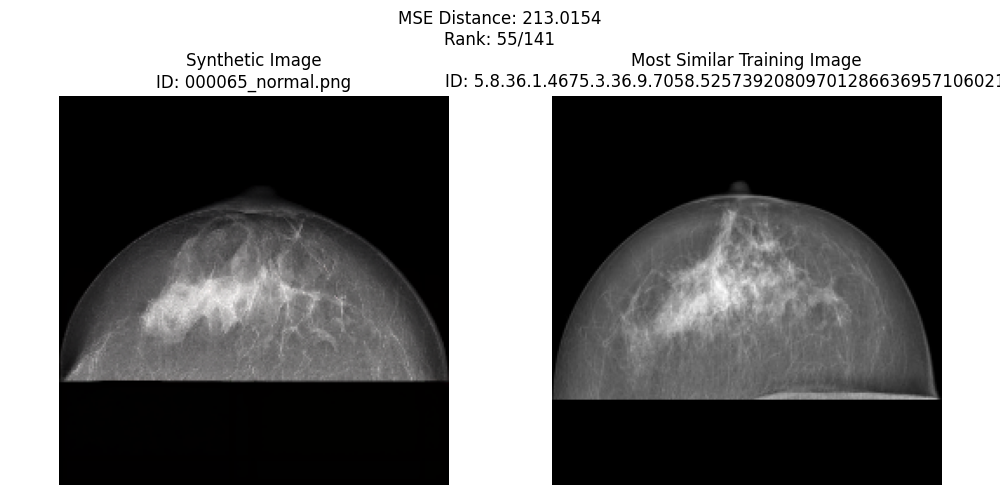 MSE Distance: 213.0154
Rank: 55/141
Synthetic Image
ID: 000065_normal.png
Most Similar Training Image
ID: 5.8.36.1.4675.3.36.9.7058.52573920809701286636957106021